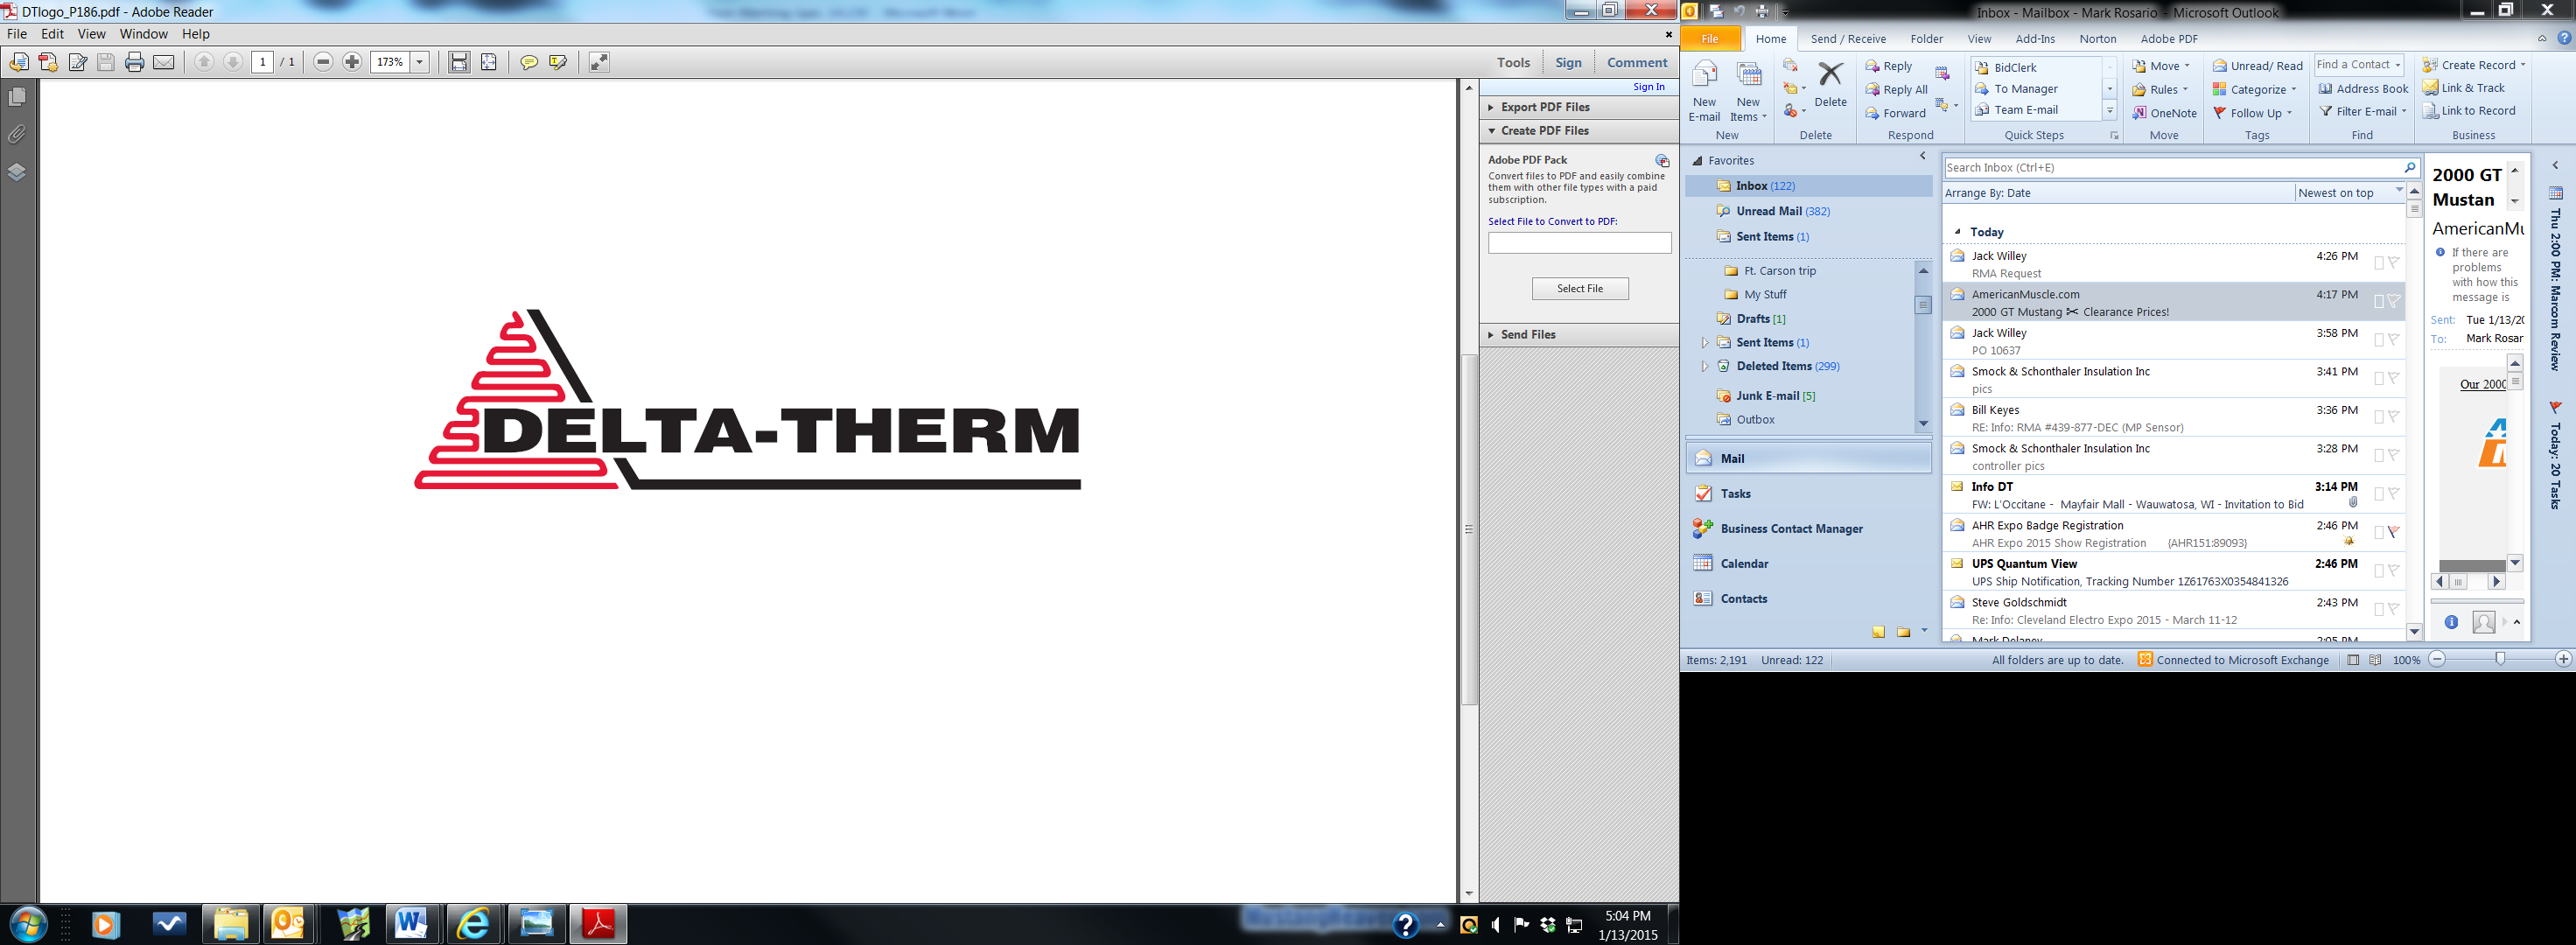 DTlogo_P186.pdf - Adobe Reader
File Edit View Window Help
1 / 1 173% Tools Sign Comment
Sign In
Export PDF Files
Create PDF Files
Adobe PDF Pack
Convert files to PDF and easily combine
them with other file types with a paid
subscription.
Select File to Convert to PDF:
Select File
Send Files
DELTA-THERM
5:04 PM
1/13/2015
Inbox - Mailbox - Mark Rosario - Microsoft Outlook
File Home Send / Receive Folder View Add-Ins Norton Adobe PDF
New E-mail
New Items
New
Delete
Delete
Reply
Reply All
Forward
Respond
BidClerk
To Manager
Team E-mail
Quick Steps
Move
Rules
OneNote
Move
Unread/ Read
Categorize
Follow Up
Tags
Find a Contact
Address Book
Filter E-mail
Find
Create Record
Link & Track
Link to Record
Business
Favorites
Inbox (122)
Unread Mail (382)
Sent Items (1)
Ft. Carson trip
My Stuff
Drafts [1]
Sent Items (1)
Deleted Items (299)
Junk E-mail [5]
Outbox
Mail
Tasks
Business Contact Manager
Calendar
Contacts
Search Inbox (Ctrl+E)
Arrange By: Date Newest on top
Today
Jack Willey 4:26 PM
RMA Request
AmericanMuscle.com 4:17 PM
2000 GT Mustang ✂ Clearance Prices!
Jack Willey 3:58 PM
PO 10637
Smock & Schonthaler Insulation Inc 3:41 PM
pics
Bill Keyes 3:36 PM
RE: Info: RMA #439-877-DEC (MP Sensor)
Smock & Schonthaler Insulation Inc 3:28 PM
controller pics
Info DT 3:14 PM
FW: L'Occitane - Mayfair Mall - Wauwatosa, WI - Invitation to Bid
AHR Expo Badge Registration 2:46 PM
AHR Expo 2015 Show Registration {AHR151:89093}
UPS Quantum View 2:46 PM
UPS Ship Notification, Tracking Number 1Z61763X0354841326
Steve Goldschmidt 2:43 PM
Re: Info: Cleveland Electro Expo 2015 - March 11-12
Mark Delaney 2:05 PM
2000 GT
Mustan
AmericanMu
If there are
problems
with how this
message is
Sent: Tue 1/13/20
To: Mark Rosar
Our 2000
Thu 2:00 PM: Marcom Review
Today: 20 Tasks
Items: 2,191 Unread: 122 All folders are up to date. Connected to Microsoft Exchange 100%